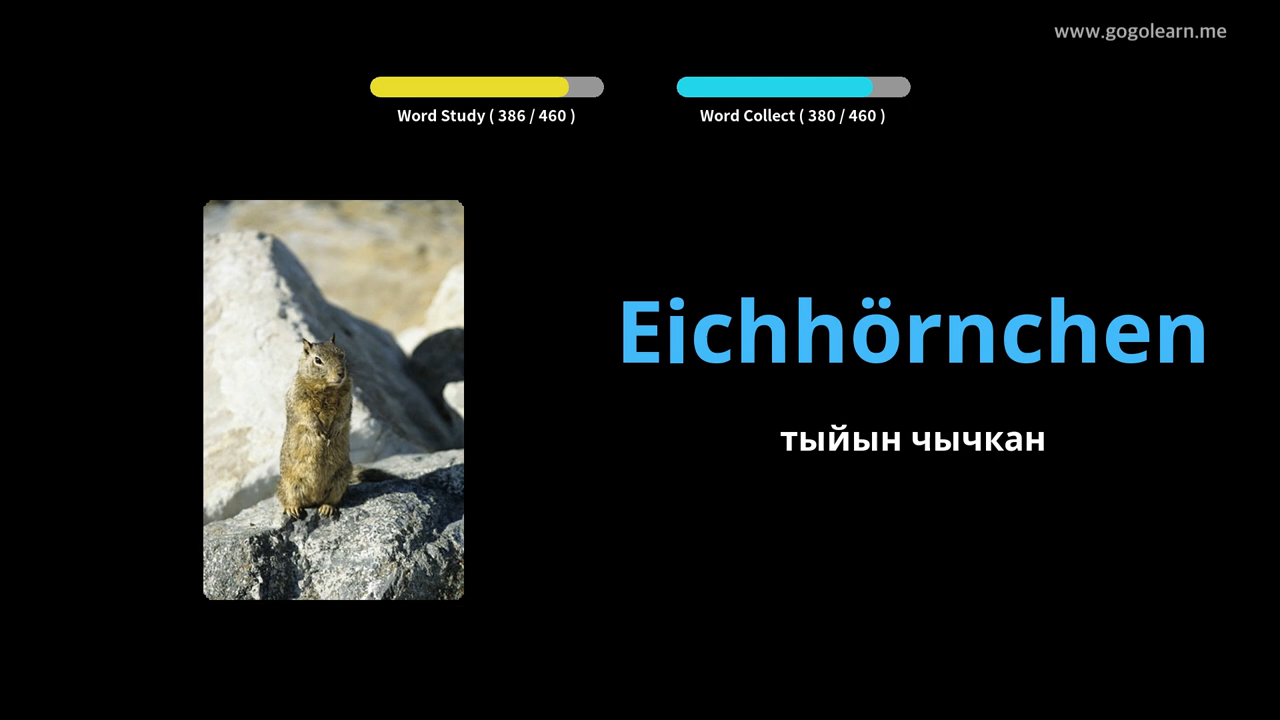 www.gogolearn.me
Word Study ( 386 / 460 )
Word Collect ( 380 / 460 )
Eichhörnchen
тыйын чычкан